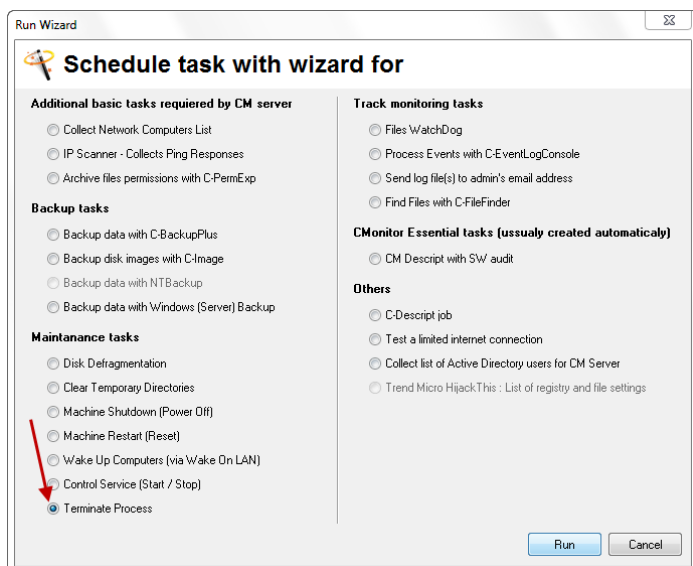 Run Wizard
Schedule task with wizard for
Additional basic tasks requiered by CM server
Collect Network Computers List
IP Scanner - Collects Ping Responses
Archive files permissions with C-PermExp
Backup tasks
Backup data with C-BackupPlus
Backup disk images with C-Image
Backup data with NTBackup
Backup data with Windows (Server) Backup
Maintanance tasks
Disk Defragmentation
Clear Temporary Directories
Machine Shutdown (Power Off)
Machine Restart (Reset)
Wake Up Computers (via Wake On LAN)
Control Service (Start / Stop)
Terminate Process
Track monitoring tasks
Files WatchDog
Process Events with C-EventLogConsole
Send log file(s) to admin's email address
Find Files with C-FileFinder
CMonitor Essential tasks (ussualy created automaticaly)
CM Descript with SW audit
Others
C-Descript job
Test a limited internet connection
Collect list of Active Directory users for CM Server
Trend Micro HijackThis : List of registry and file settings
Run
Cancel